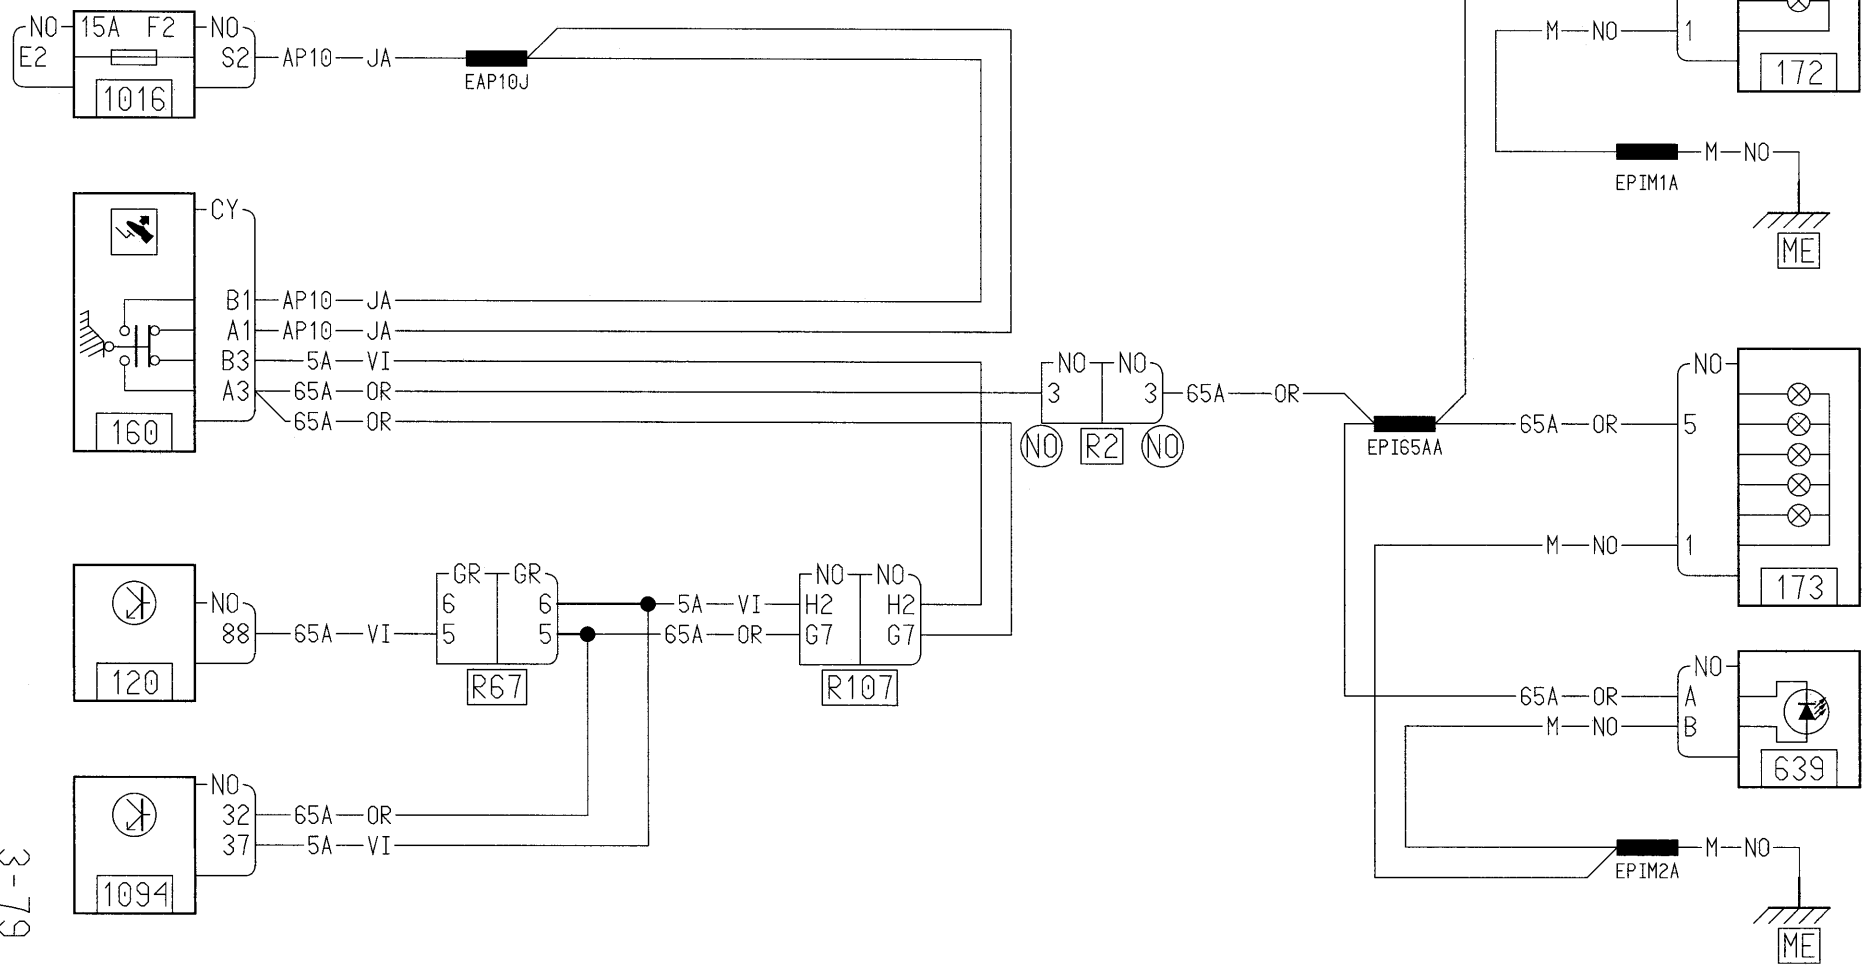 NO 15A F2 NO
E2 S2 AP10 JA
EAP10J
1016
M NO 1
172
M NO
EPIM1A
ME
CY
B1 AP10 JA
A1 AP10 JA
B3 5A VI
A3 65A OR
65A OR
160
NO NO
3 3 65A OR
NO R2 NO
EPI65AA
NO
65A OR 5
M NO 1
173
NO
88 65A VI
120
GR GR
6 6 5A VI
5 5 65A OR
R67
NO NO
H2 H2
G7 G7
R107
NO
65A OR A
M NO B
639
NO
32 65A OR
37 5A VI
1094
M NO
EPIM2A
ME
3-79